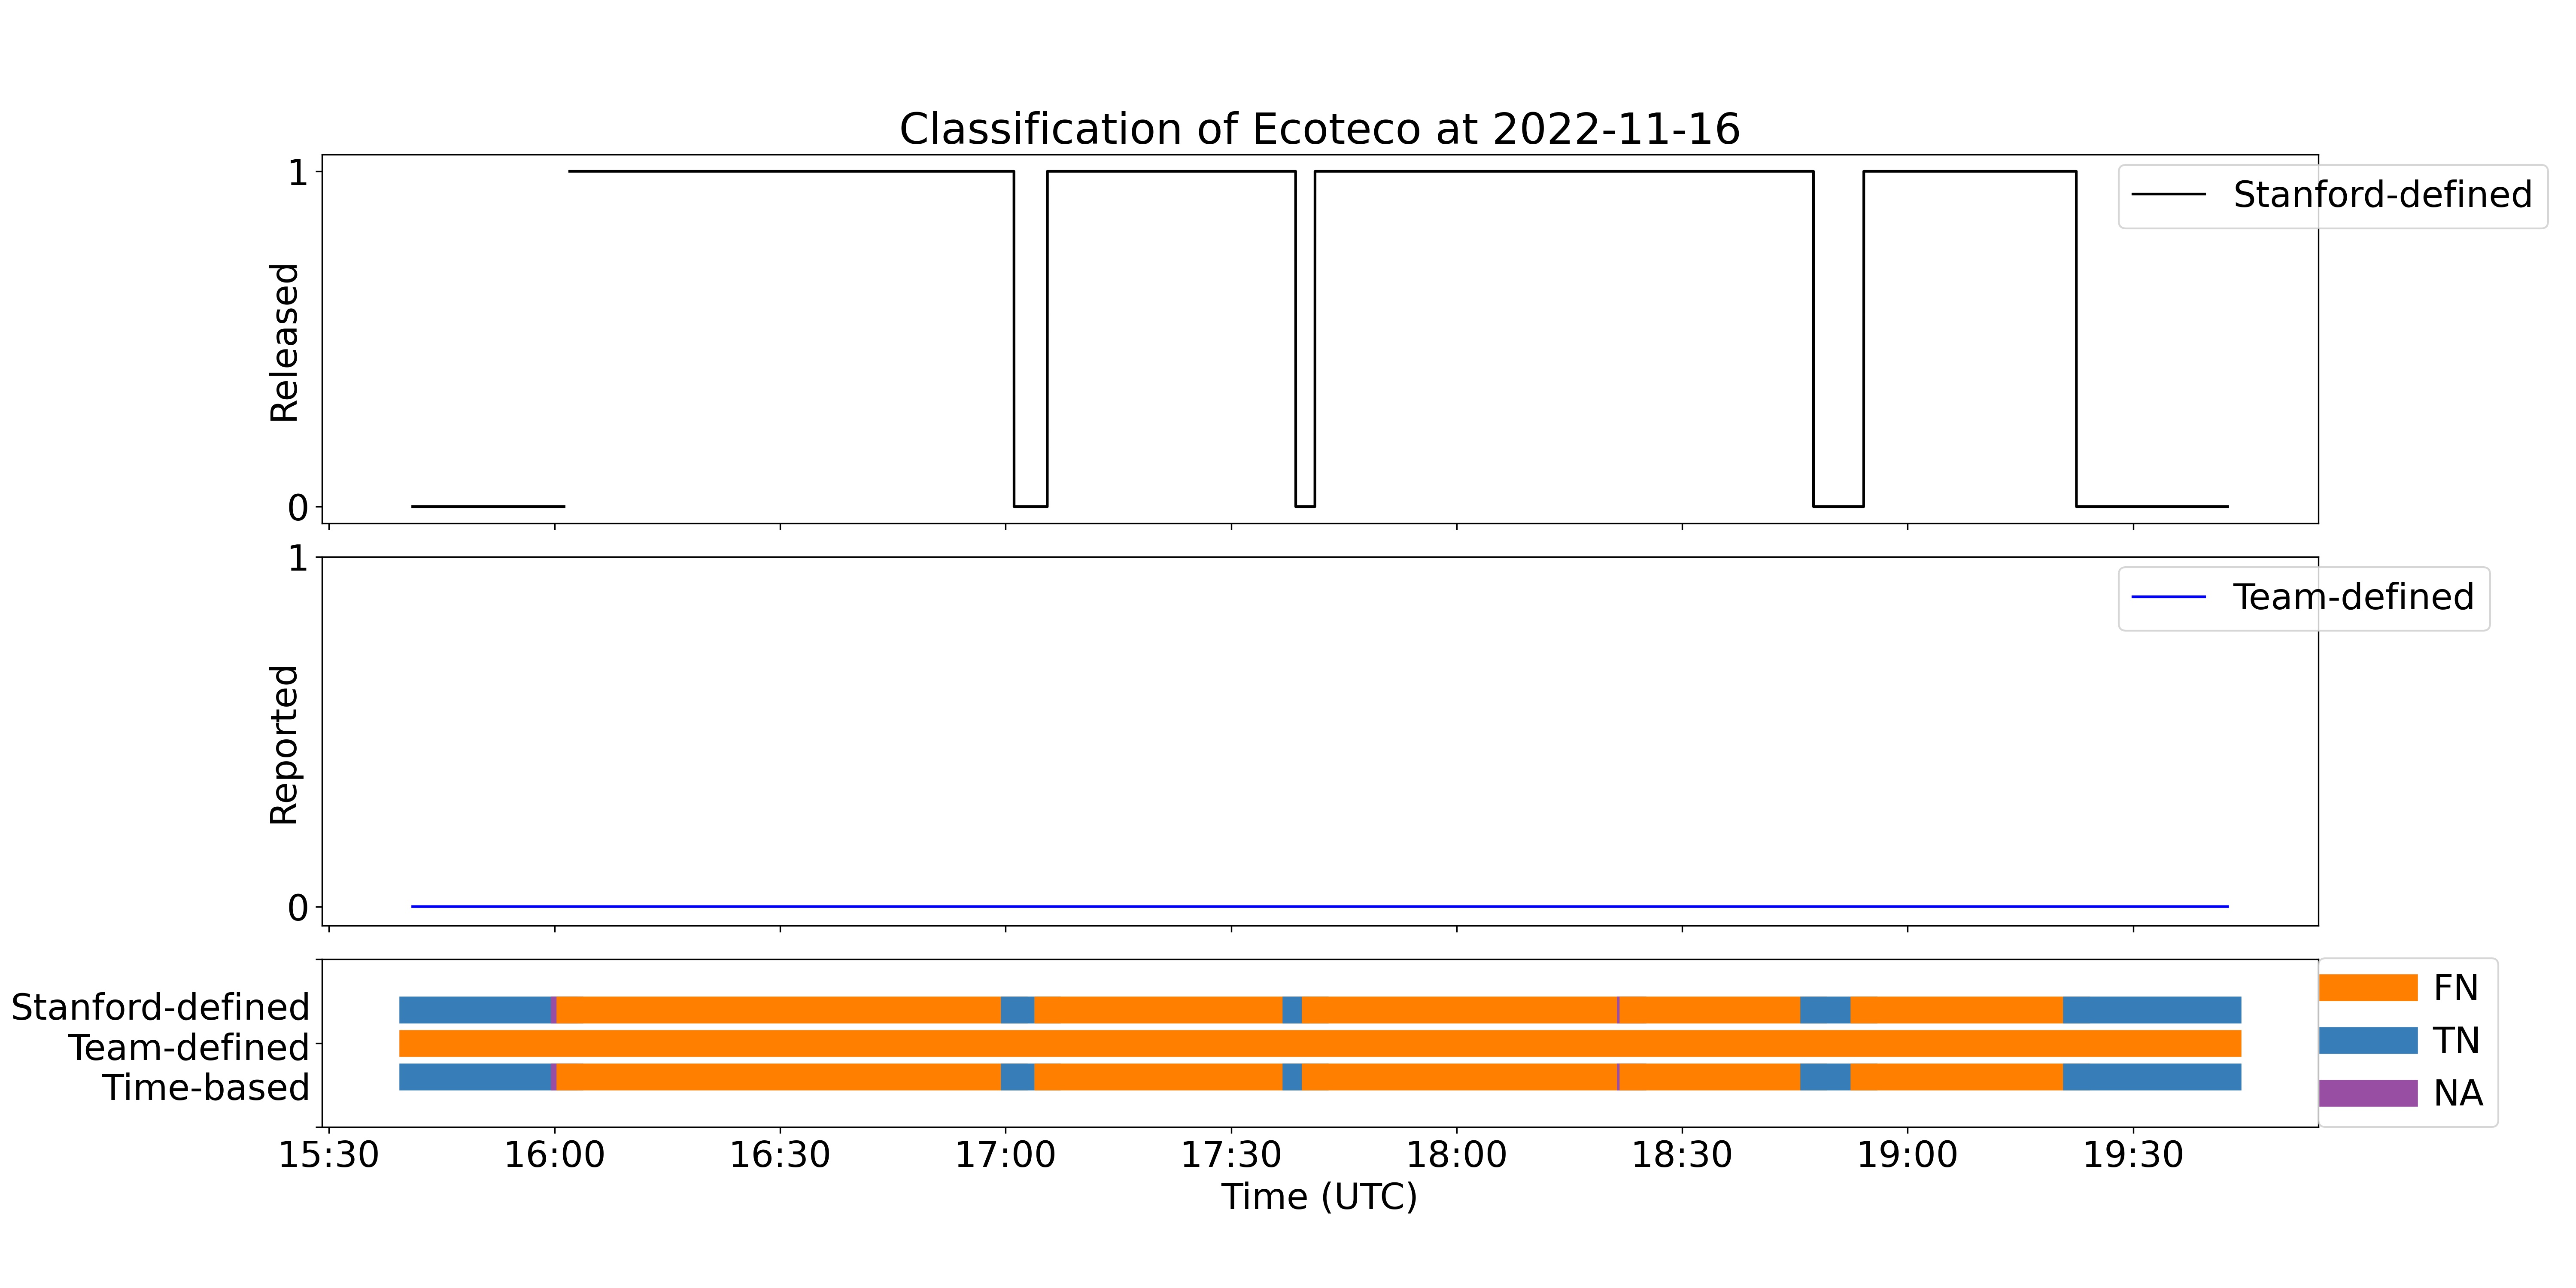 Classification of Ecoteco at 2022-11-16
1
Released
0
Stanford-defined
1
Reported
0
Team-defined
Stanford-defined
Team-defined
Time-based
FN
TN
NA
15:30 16:00 16:30 17:00 17:30 18:00 18:30 19:00 19:30
Time (UTC)